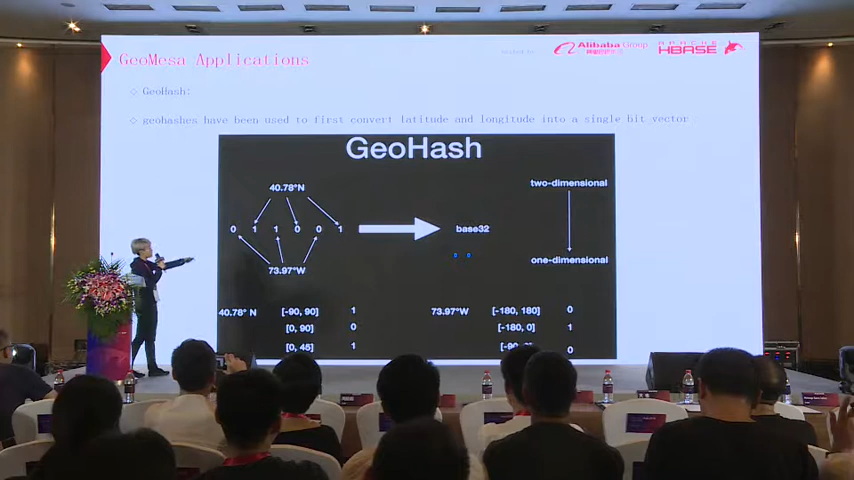 GeoMesa Applications
Alibaba Group
APACHE
HBASE
GeoHash:
geohashes have been used to first convert latitude and longitude into a single bit vector
GeoHash
40.78°N
two-dimensional
0 1 1 0 0 1
base32
73.97°W
one-dimensional
40.78° N [-90, 90] 1 73.97°W [-180, 180] 0
[0, 90] 0 [-180, 0] 1
[0, 45] 1 0